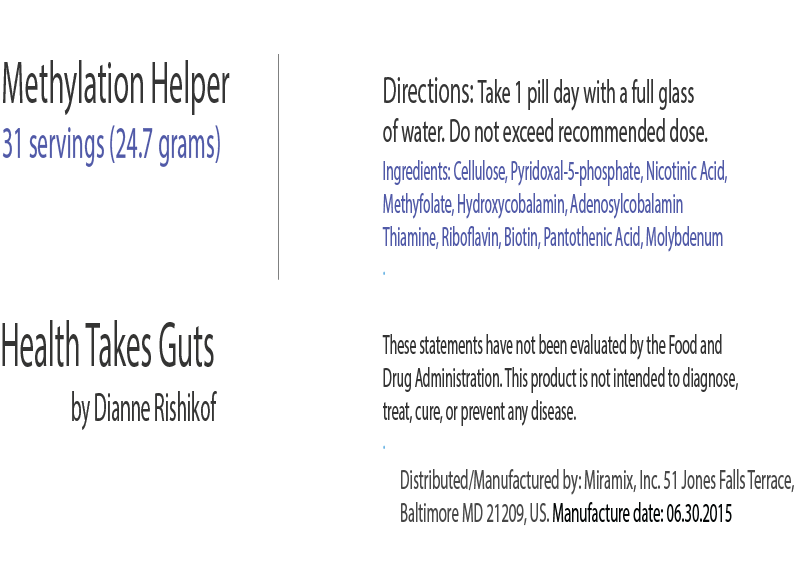 Methylation Helper
31 servings (24.7 grams)
Directions: Take 1 pill day with a full glass
of water. Do not exceed recommended dose.
Ingredients: Cellulose, Pyridoxal-5-phosphate, Nicotinic Acid,
Methyfolate, Hydroxycobalamin, Adenosylcobalamin
Thiamine, Riboflavin, Biotin, Pantothenic Acid, Molybdenum
.
Health Takes Guts
by Dianne Rishikof
These statements have not been evaluated by the Food and
Drug Administration. This product is not intended to diagnose,
treat, cure, or prevent any disease.
.
Distributed/Manufactured by: Miramix, Inc. 51 Jones Falls Terrace,
Baltimore MD 21209, US. Manufacture date: 06.30.2015